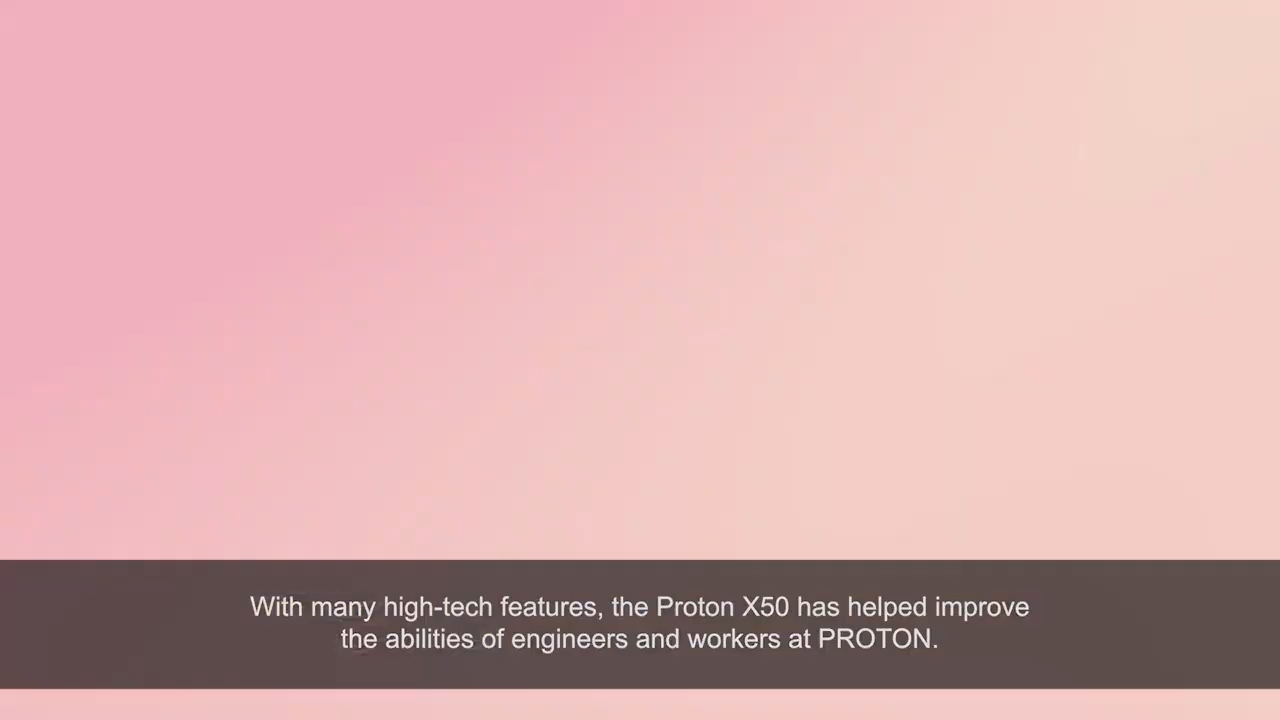 With many high-tech features, the Proton X50 has helped improve
the abilities of engineers and workers at PROTON.